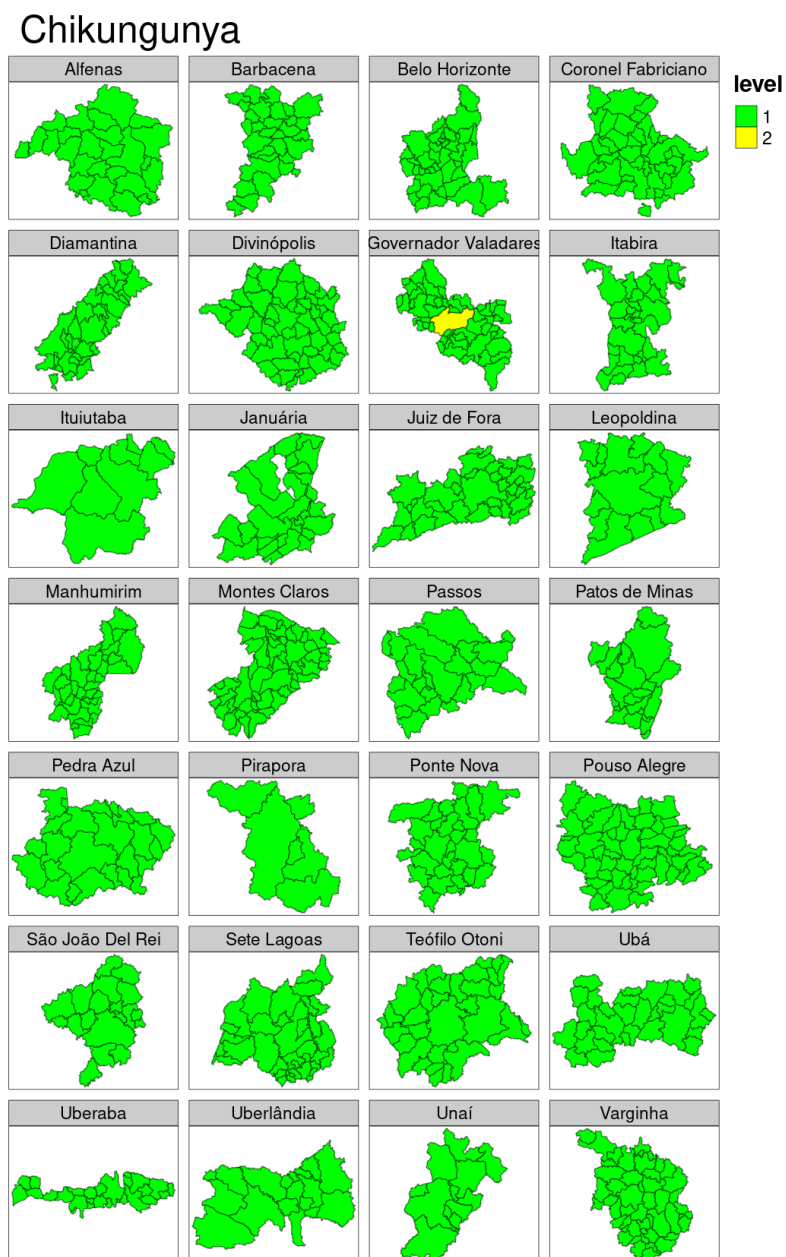 Chikungunya
Alfenas
Barbacena
Belo Horizonte
Coronel Fabriciano
level
1
2
Diamantina
Divinópolis
Governador Valadares
Itabira
Ituiutaba
Januária
Juiz de Fora
Leopoldina
Manhumirim
Montes Claros
Passos
Patos de Minas
Pedra Azul
Pirapora
Ponte Nova
Pouso Alegre
São João Del Rei
Sete Lagoas
Teófilo Otoni
Ubá
Uberaba
Uberlândia
Unaí
Varginha